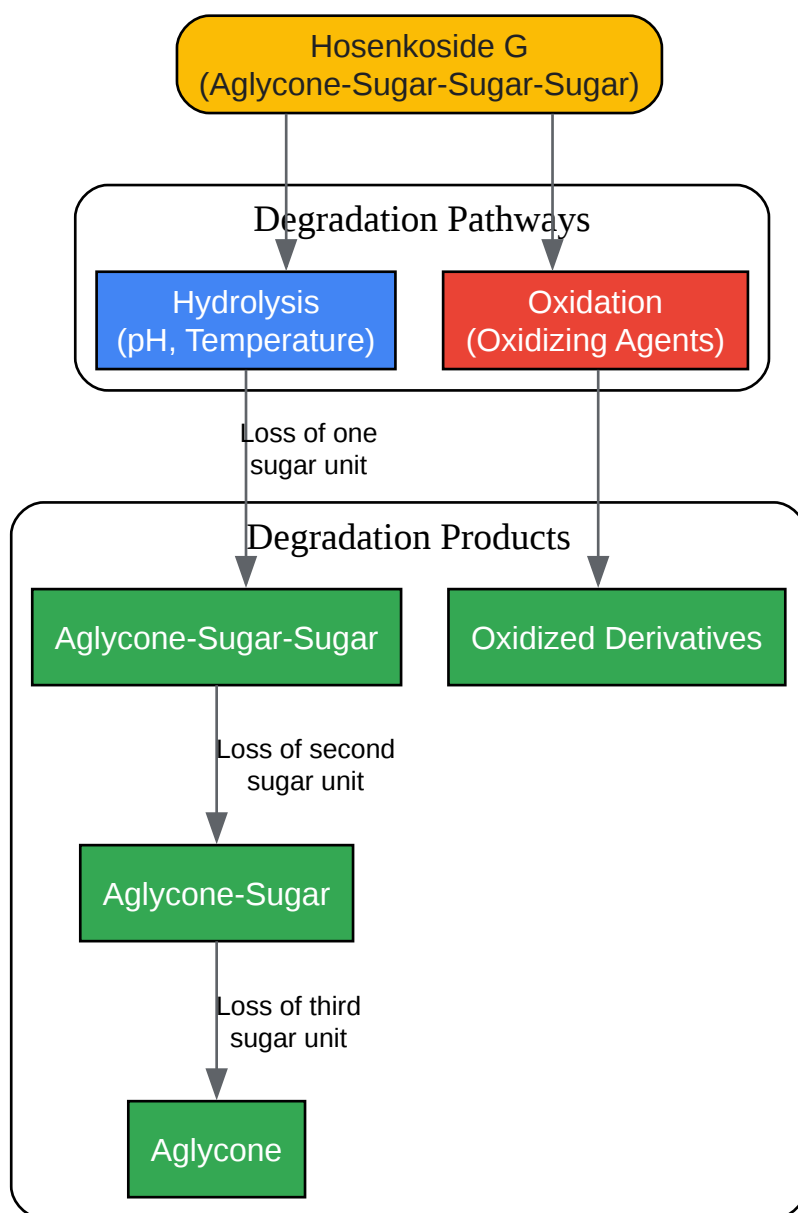 Hosenkoside G
(Aglycone-Sugar-Sugar-Sugar)
Degradation Pathways
Hydrolysis
(pH, Temperature)
Oxidation
(Oxidizing Agents)
Loss of one
sugar unit
Degradation Products
Aglycone-Sugar-Sugar
Oxidized Derivatives
Loss of second
sugar unit
Aglycone-Sugar
Loss of third
sugar unit
Aglycone